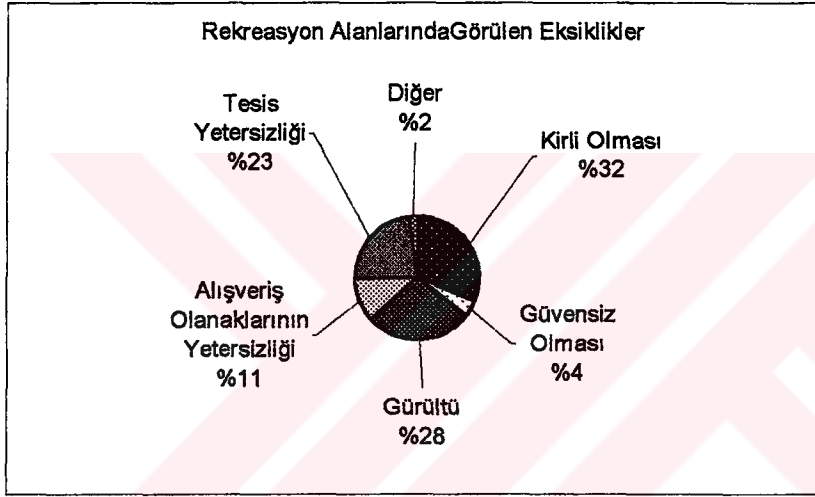 Rekreasyon AlanlarındaGörülen Eksiklikler
Diğer
%2
Kirli Olması
%32
Güvensiz
Olması
%4
Gürültü
%28
Alışveriş
Olanaklarının
Yetersizliği
%11
Tesis
Yetersizliği
%23